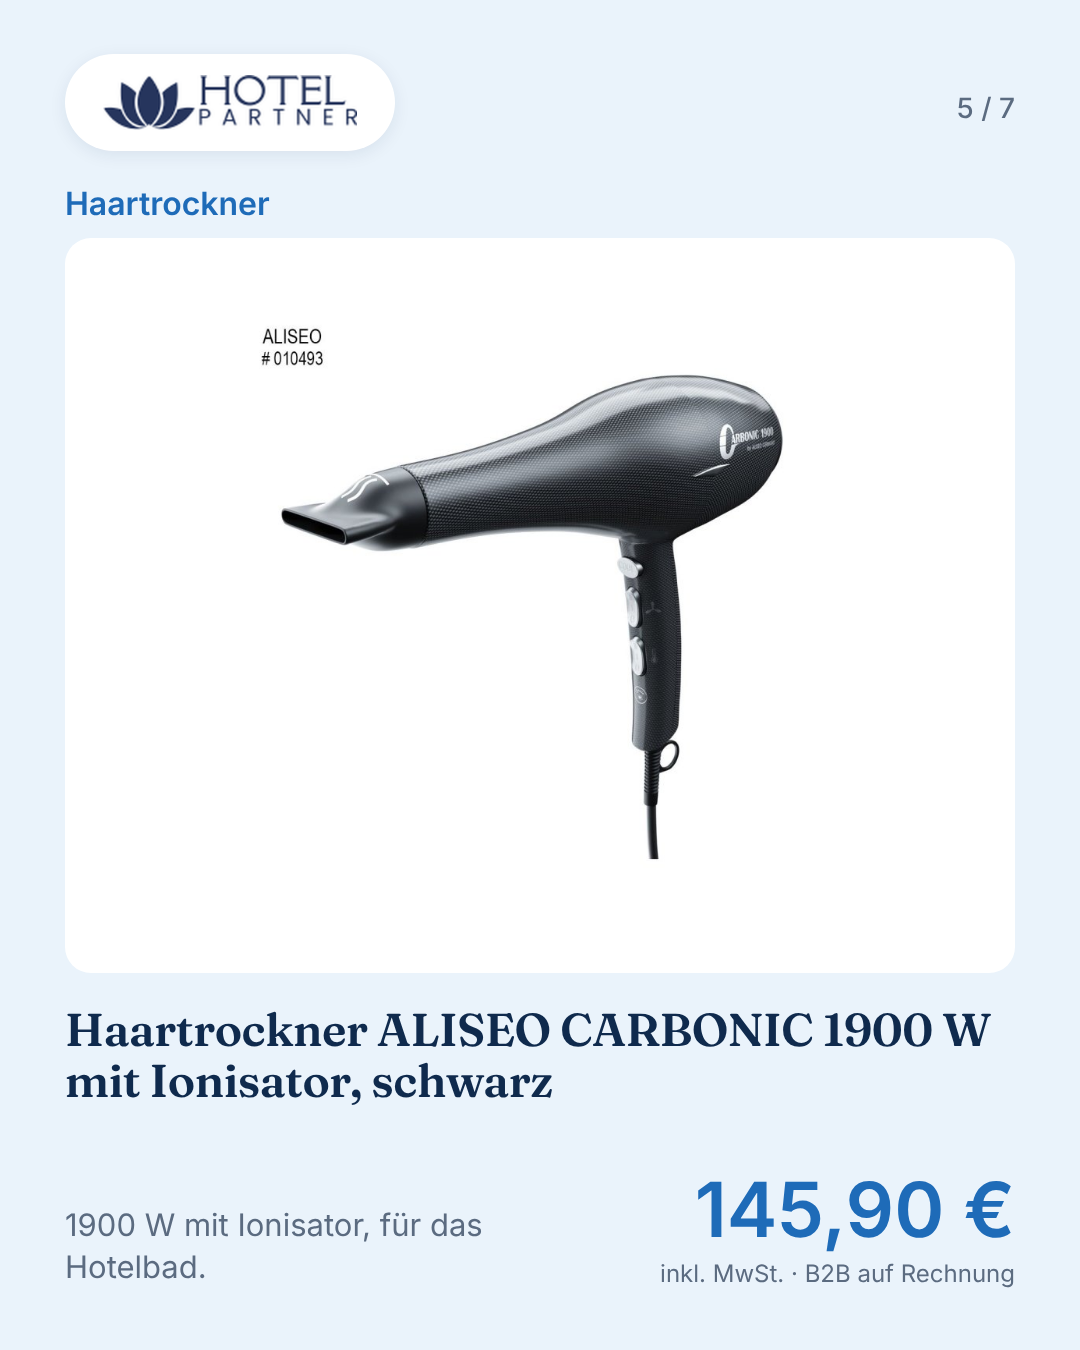 HOTEL
PARTNER
5 / 7
Haartrockner
ALISEO
# 010493
CARBONIC 1900
Haartrockner ALISEO CARBONIC 1900 W
mit Ionisator, schwarz
1900 W mit Ionisator, für das
Hotelbad.
145,90 €
inkl. MwSt. · B2B auf Rechnung